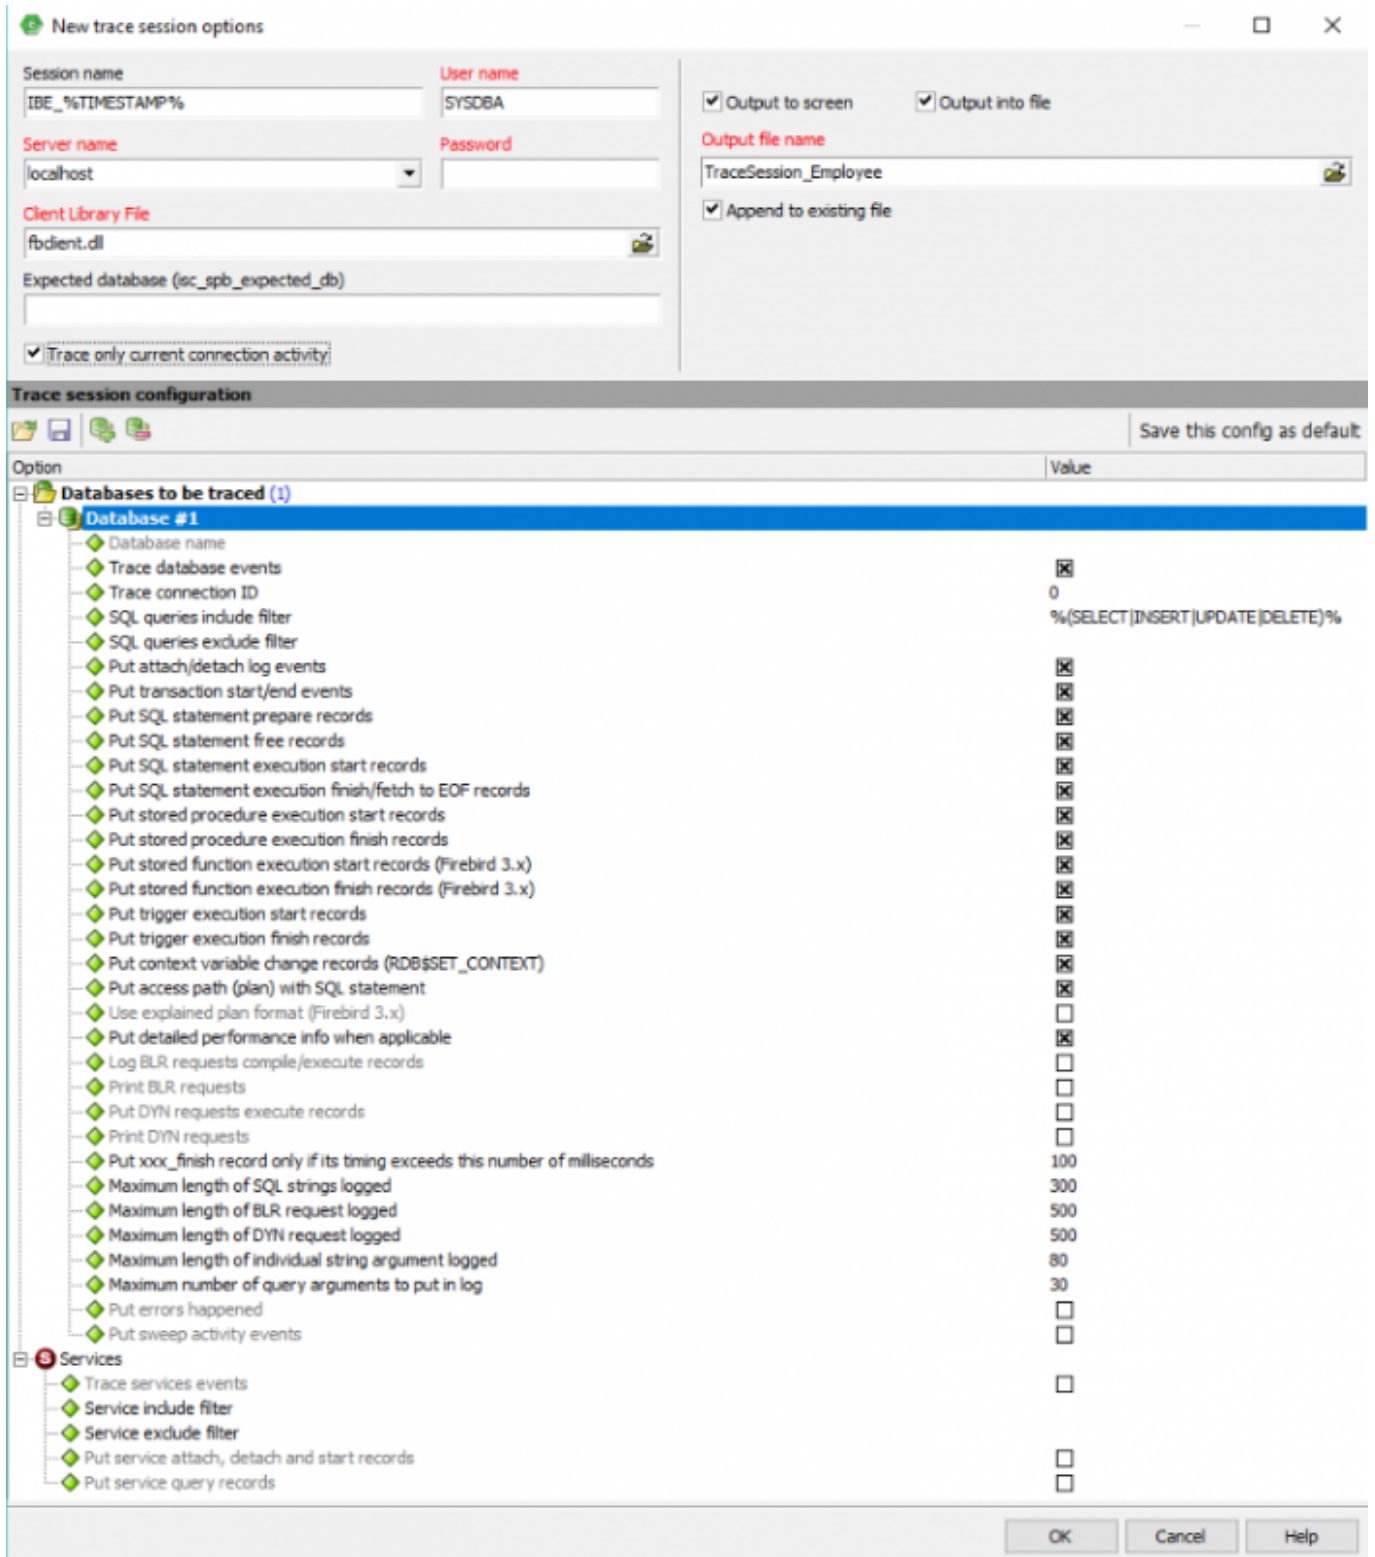 New trace session options
Session name
User name
IBE_%TIMESTAMP%
SYSDBA
Output to screen
Output into file
Server name
Password
Output file name
localhost
TraceSession_Employee
Client Library File
Append to existing file
fbclient.dll
Expected database (isc_spb_expected_db)
Trace only current connection activity
Trace session configuration
Save this config as default
Option Value
Databases to be traced (1)
Database #1
Database name
Trace database events
Trace connection ID 0
SQL queries include filter %(SELECT|INSERT|UPDATE|DELETE)%
SQL queries exclude filter
Put attach/detach log events
Put transaction start/end events
Put SQL statement prepare records
Put SQL statement free records
Put SQL statement execution start records
Put SQL statement execution finish/fetch to EOF records
Put stored procedure execution start records
Put stored procedure execution finish records
Put stored function execution start records (Firebird 3.x)
Put stored function execution finish records (Firebird 3.x)
Put trigger execution start records
Put trigger execution finish records
Put context variable change records (RDB$SET_CONTEXT)
Put access path (plan) with SQL statement
Use explained plan format (Firebird 3.x)
Put detailed performance info when applicable
Log BLR requests compile/execute records
Print BLR requests
Put DYN requests execute records
Print DYN requests
Put xxx_finish record only if its timing exceeds this number of milliseconds 100
Maximum length of SQL strings logged 300
Maximum length of BLR request logged 500
Maximum length of DYN request logged 500
Maximum length of individual string argument logged 80
Maximum number of query arguments to put in log 30
Put errors happened
Put sweep activity events
Services
Trace services events
Service include filter
Service exclude filter
Put service attach, detach and start records
Put service query records
OK Cancel Help